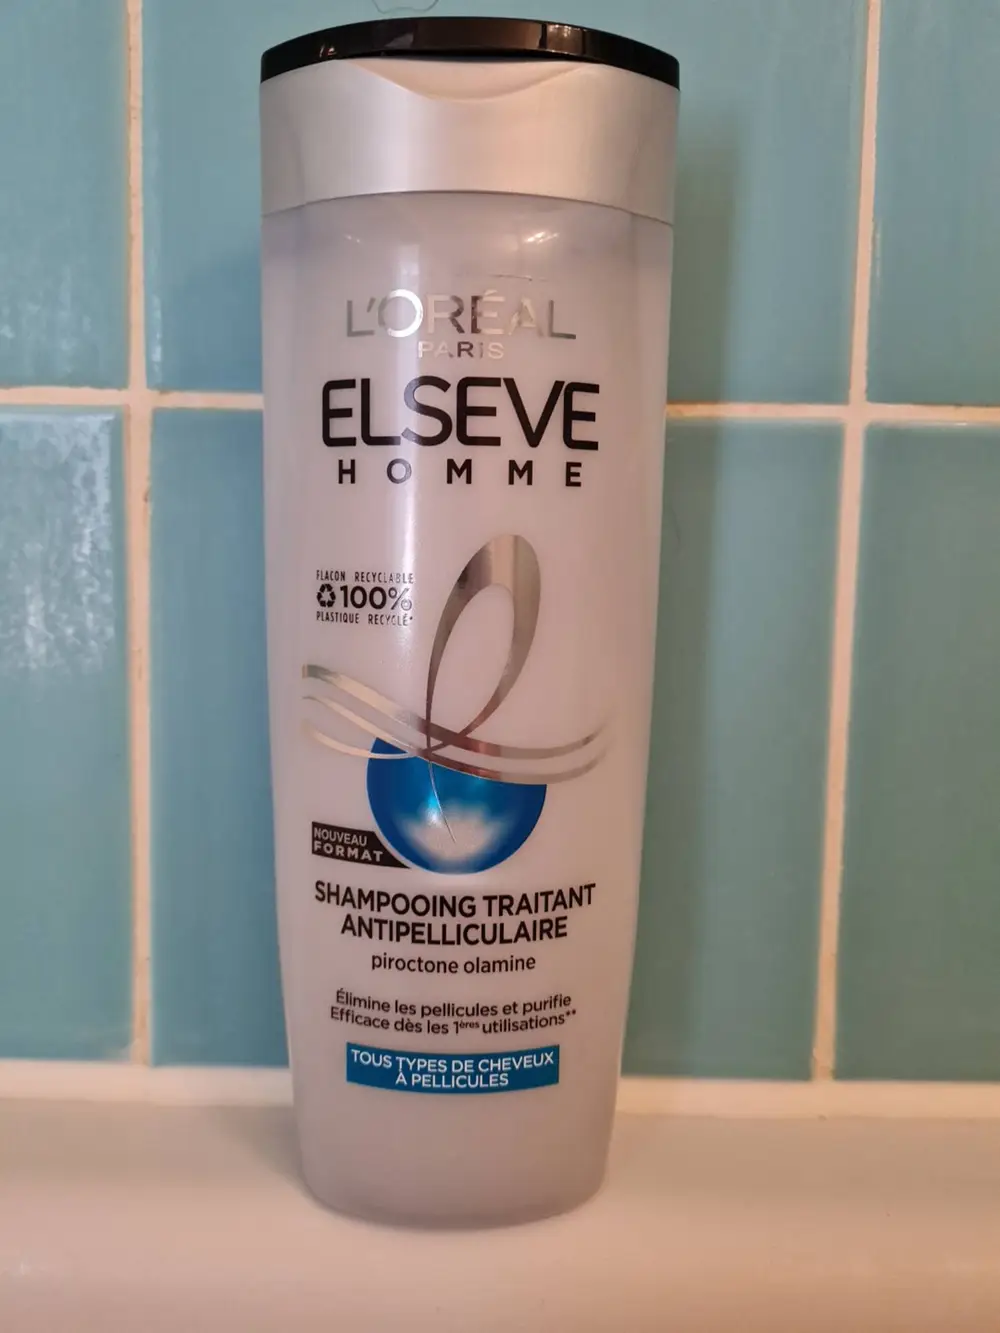 L'ORÉAL
PARIS
ELSEVE
HOMME
FLACON RECYCLABLE
100%
PLASTIQUE RECYCLÉ*
NOUVEAU
FORMAT
SHAMPOOING TRAITANT
ANTIPELLICULAIRE
piroctone olamine
Élimine les pellicules et purifie
Efficace dès les 1ères utilisations**
TOUS TYPES DE CHEVEUX
À PELLICULES